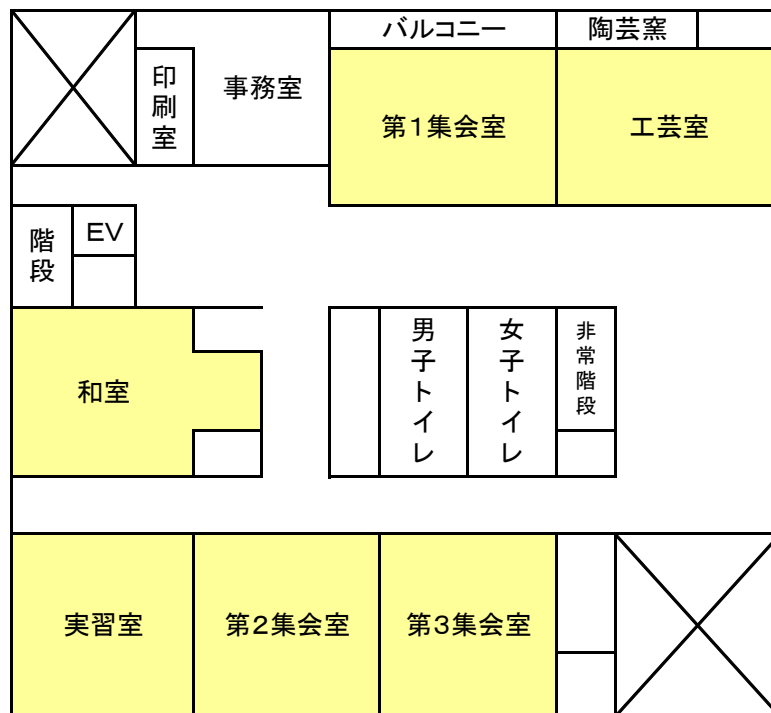 バルコニー
陶芸窯
印刷室
事務室
第1集会室
工芸室
階段
EV
和室
男子トイレ
女子トイレ
非常階段
実習室
第2集会室
第3集会室